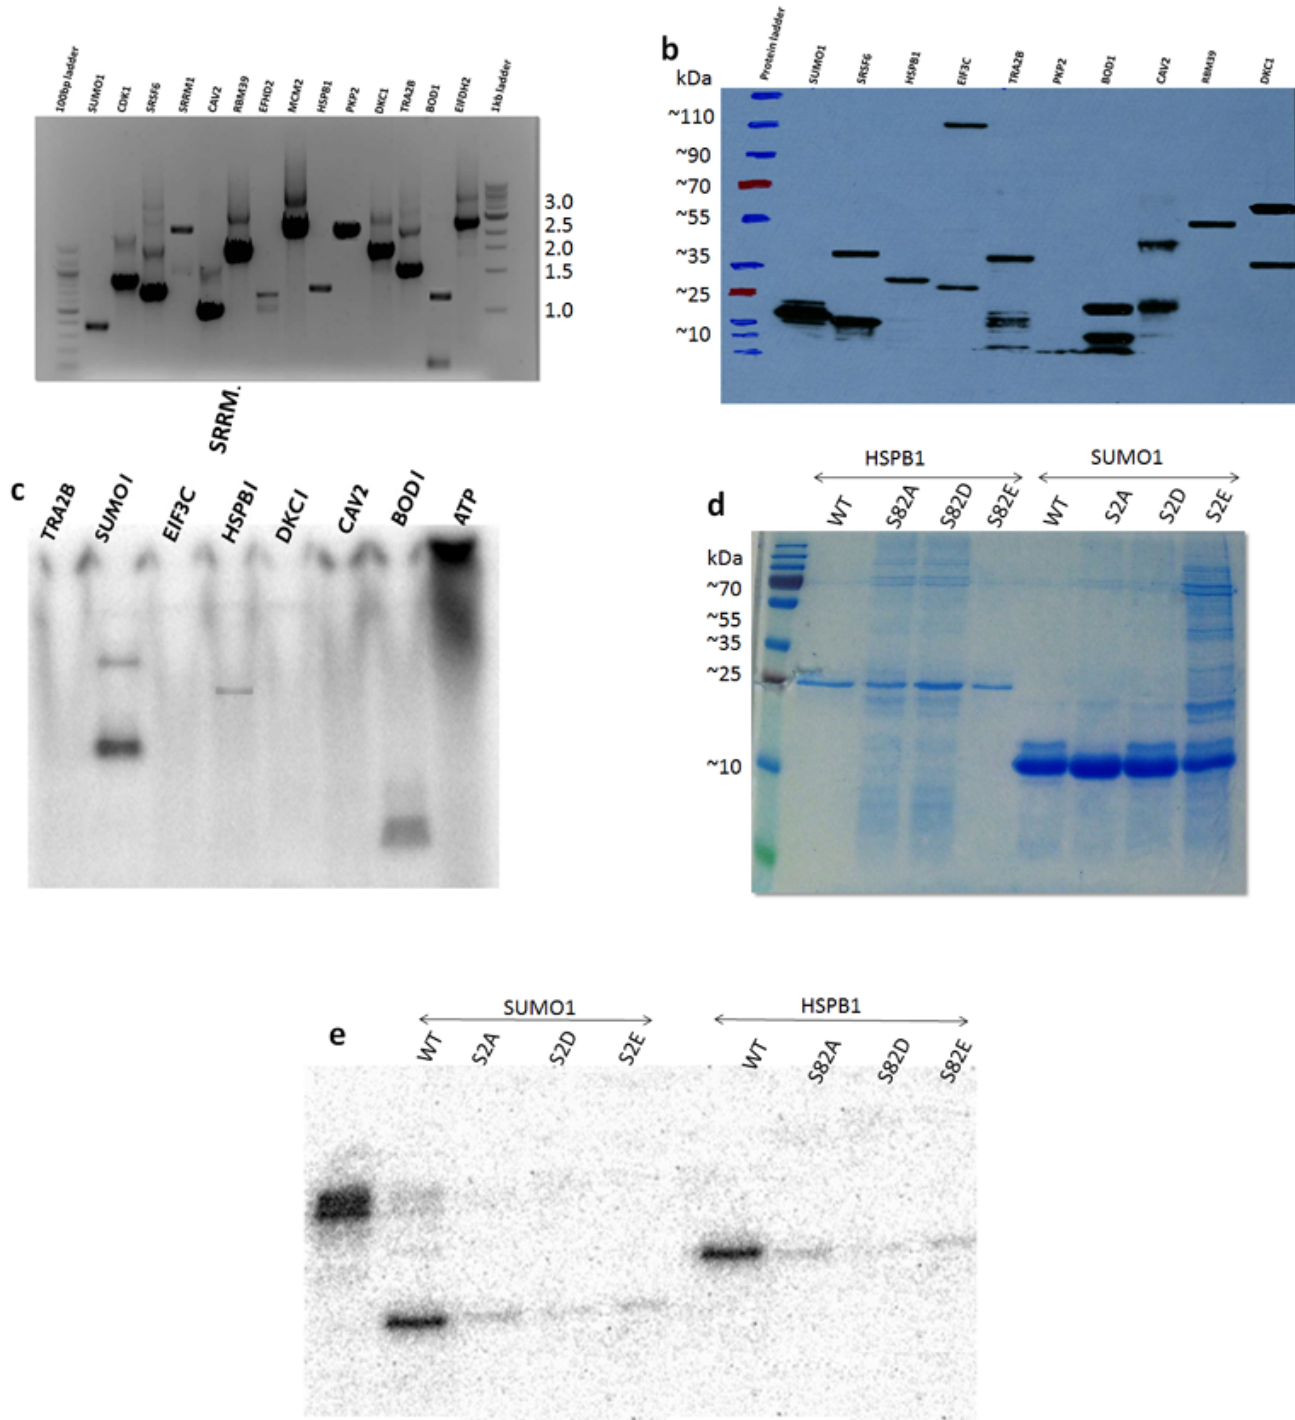 100bp ladder
SUMO1
CDK1
SRSF6
SRRM1
CAV2
RBM39
EFHD2
MCM2
HSPB1
PKP2
DKC1
TRA2B
BOD1
EIFDH2
1kb ladder
3.0
2.5
2.0
1.5
1.0
b
kDa
Protein ladder
SUMO1
SRSF6
HSPB1
EIF3C
TRA2B
PKP2
BOD1
CAV2
RBM39
DKC1
~110
~90
~70
~55
~35
~25
~10
SRRM.
c
TRA2B
SUMO1
EIF3C
HSPB1
DKC1
CAV2
BOD1
ATP
d
HSPB1
SUMO1
WT
S82A
S82D
S82E
WT
S2A
S2D
S2E
kDa
~70
~55
~35
~25
~10
e
SUMO1
HSPB1
WT
S2A
S2D
S2E
WT
S82A
S82D
S82E